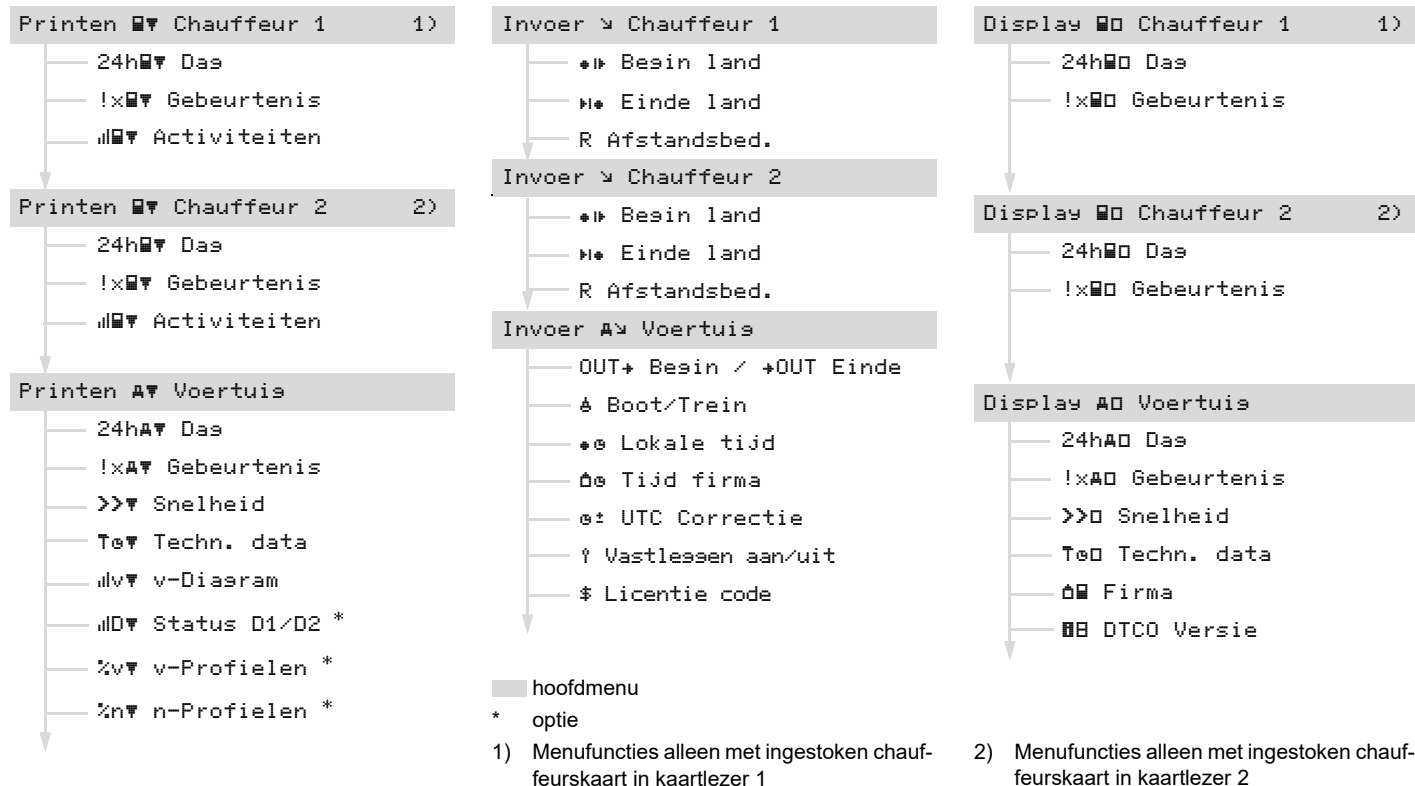 Printen Chauffeur 1 1)
24h Dag
!x Gebeurtenis
Activiteiten
Printen Chauffeur 2 2)
24h Dag
!x Gebeurtenis
Activiteiten
Printen Voertuig
24h Dag
!x Gebeurtenis
>> Snelheid
Techn. data
v v-Diagram
D Status D1/D2 *
%v v-Profielen *
%n n-Profielen *
Invoer Chauffeur 1
Begin land
Einde land
R Afstandsbed.
Invoer Chauffeur 2
Begin land
Einde land
R Afstandsbed.
Invoer Voertuig
OUT→ Begin / →OUT Einde
Boot/Trein
Lokale tijd
Tijd firma
UTC Correctie
Vastleggen aan/uit
Licentie code
hoofdmenu
* optie
1) Menufuncties alleen met ingestoken chauf-
feurskaart in kaartlezer 1
Display Chauffeur 1 1)
24h Dag
!x Gebeurtenis
Display Chauffeur 2 2)
24h Dag
!x Gebeurtenis
Display Voertuig
24h Dag
!x Gebeurtenis
>> Snelheid
Techn. data
Firma
DTCO Versie
2) Menufuncties alleen met ingestoken chauf-
feurskaart in kaartlezer 2